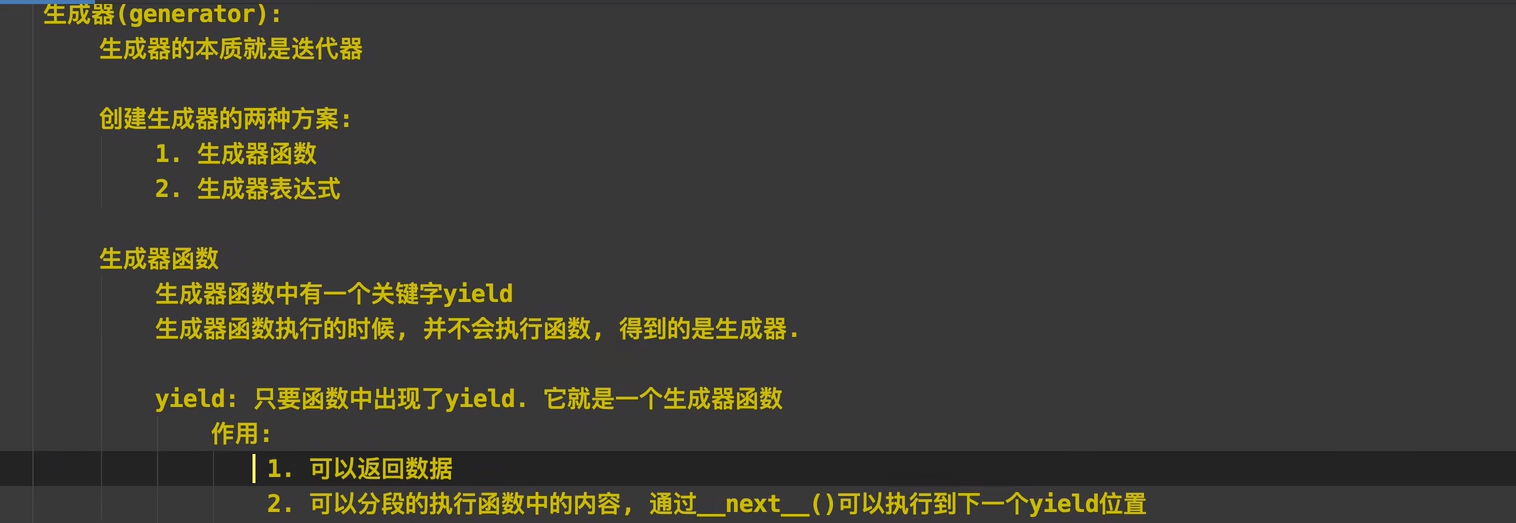 生成器(generator):
生成器的本质就是迭代器
创建生成器的两种方案:
1. 生成器函数
2. 生成器表达式
生成器函数
生成器函数中有一个关键字yield
生成器函数执行的时候, 并不会执行函数, 得到的是生成器.
yield: 只要函数中出现了yield. 它就是一个生成器函数
作用:
1. 可以返回数据
2. 可以分段的执行函数中的内容, 通过__next__()可以执行到下一个yield位置